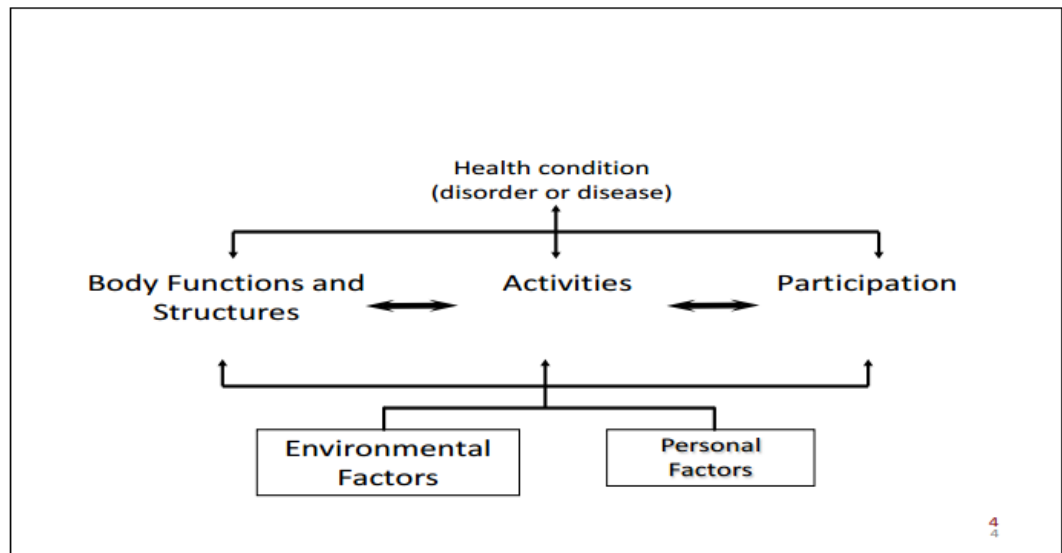 Health condition
(disorder or disease)
Body Functions and
Structures
Activities
Participation
Environmental
Factors
Personal
Factors
4
4